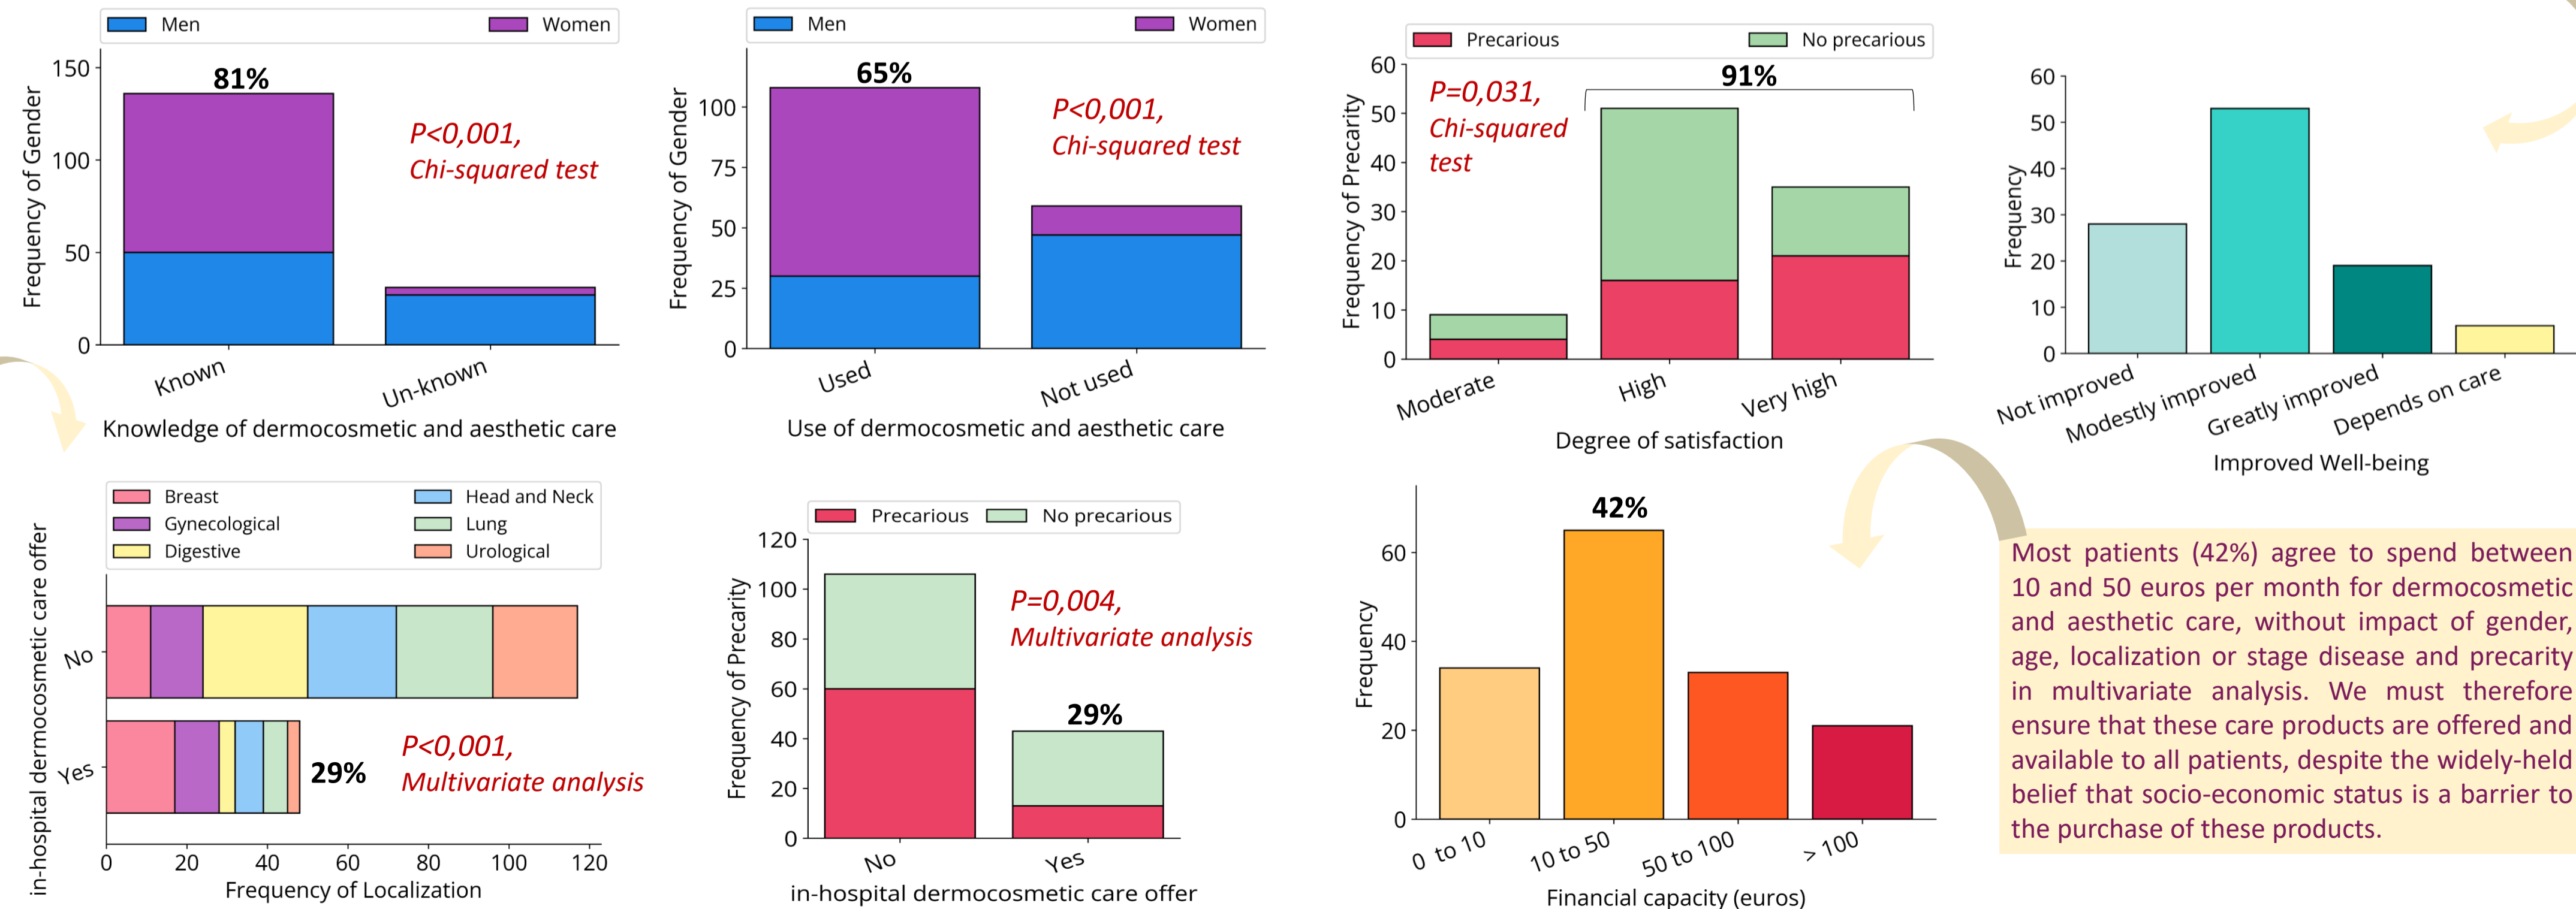 Men Women
81%
P<0,001,
Chi-squared test
150
100
50
0
Frequency of Gender
Known Un-known
Knowledge of dermocosmetic and aesthetic care
Men Women
65%
P<0,001,
Chi-squared test
100
75
50
25
0
Frequency of Gender
Used Not used
Use of dermocosmetic and aesthetic care
Precarious No precarious
91%
P=0,031,
Chi-squared
test
60
50
40
30
20
10
0
Frequency of Precarity
Moderate High Very high
Degree of satisfaction
60
50
40
30
20
10
0
Frequency
Not improved Modestly improved Greatly improved Depends on care
Improved Well-being
Breast Head and Neck
Gynecological Lung
Digestive Urological
in-hospital dermocosmetic care offer
No
Yes
29%
P<0,001,
Multivariate analysis
0 20 40 60 80 100 120
Frequency of Localization
Precarious No precarious
120
100
80
60
40
20
0
Frequency of Precarity
P=0,004,
Multivariate analysis
29%
No Yes
in-hospital dermocosmetic care offer
42%
60
40
20
0
Frequency
0 to 10 10 to 50 50 to 100 > 100
Financial capacity (euros)
Most patients (42%) agree to spend between
10 and 50 euros per month for dermocosmetic
and aesthetic care, without impact of gender,
age, localization or stage disease and precarity
in multivariate analysis. We must therefore
ensure that these care products are offered and
available to all patients, despite the widely-held
belief that socio-economic status is a barrier to
the purchase of these products.